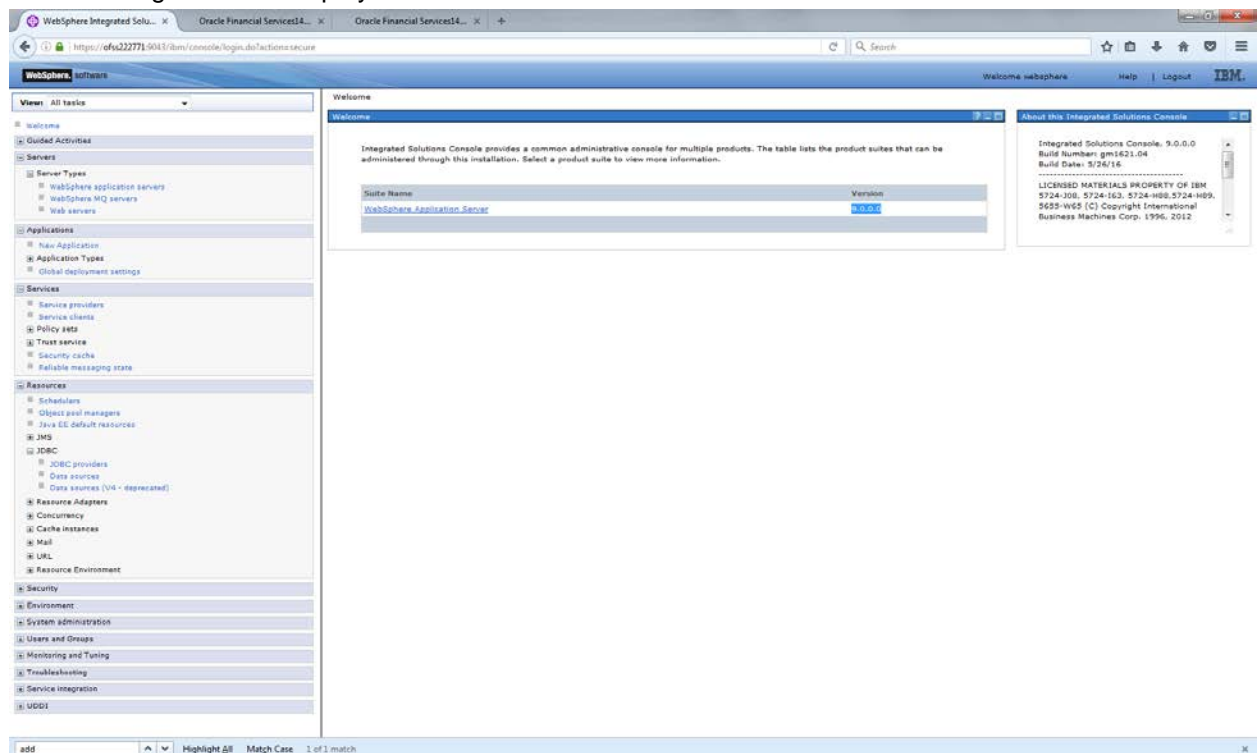 WebSphere Integrated Solu... ×
Oracle Financial Services14... ×
Oracle Financial Services14... ×
https://ofss222771:9043/ibm/console/login.do?action=secure
Search
WebSphere. software
Welcome websphere
Help | Logout
IBM.
View: All tasks
Welcome
Guided Activities
Servers
Server Types
WebSphere application servers
WebSphere MQ servers
Web servers
Applications
New Application
Application Types
Global deployment settings
Services
Service providers
Service clients
Policy sets
Trust service
Security cache
Reliable messaging state
Resources
Schedulers
Object pool managers
Java EE default resources
JMS
JDBC
JDBC providers
Data sources
Data sources (V4 - deprecated)
Resource Adapters
Concurrency
Cache instances
Mail
URL
Resource Environment
Security
Environment
System administration
Users and Groups
Monitoring and Tuning
Troubleshooting
Service integration
UDDI
Welcome
Welcome
Integrated Solutions Console provides a common administrative console for multiple products. The table lists the product suites that can be
administered through this installation. Select a product suite to view more information.
Suite Name
Version
WebSphere Application Server
9.0.0.0
About this Integrated Solutions Console
Integrated Solutions Console, 9.0.0.0
Build Number: gm1621.04
Build Date: 5/26/16
----------------------------------
LICENSED MATERIALS PROPERTY OF IBM
5724-J08, 5724-I63, 5724-H88,5724-H89,
5655-W65 (C) Copyright International
Business Machines Corp. 1996, 2012
add
Highlight All
Match Case
1 of 1 match